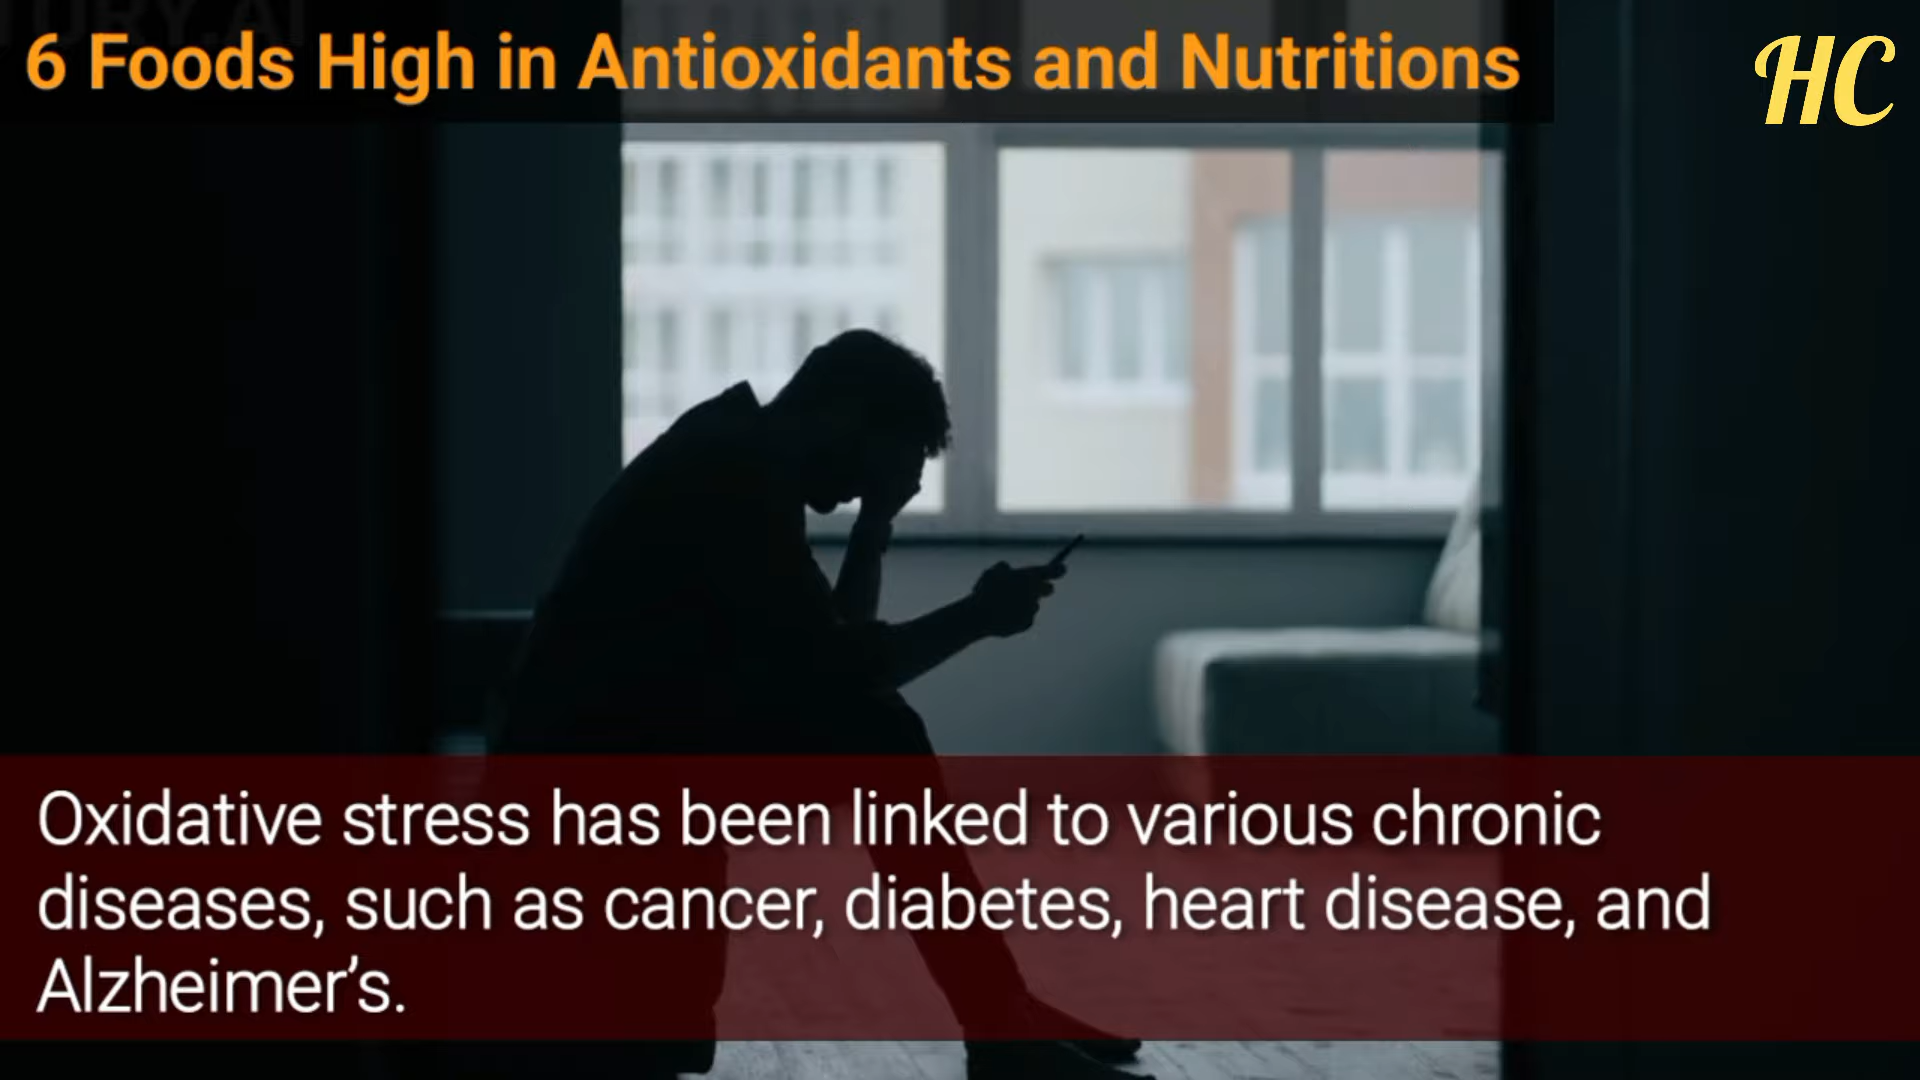 6 Foods High in Antioxidants and Nutritions
HC
Oxidative stress has been linked to various chronic
diseases, such as cancer, diabetes, heart disease, and
Alzheimer’s.